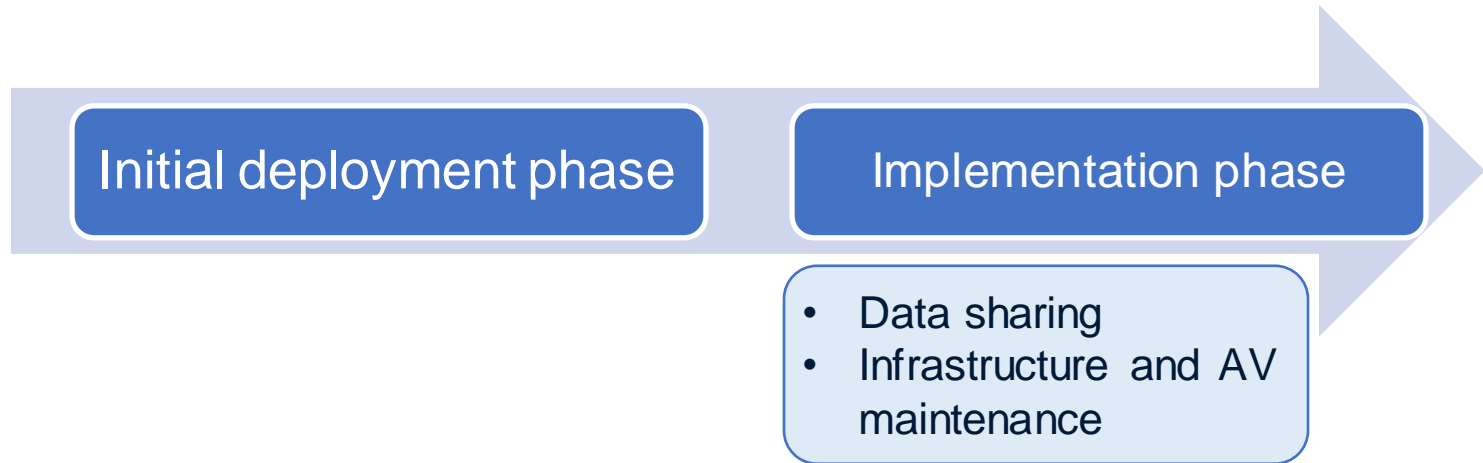 Initial deployment phase
Implementation phase
• Data sharing
• Infrastructure and AV
maintenance